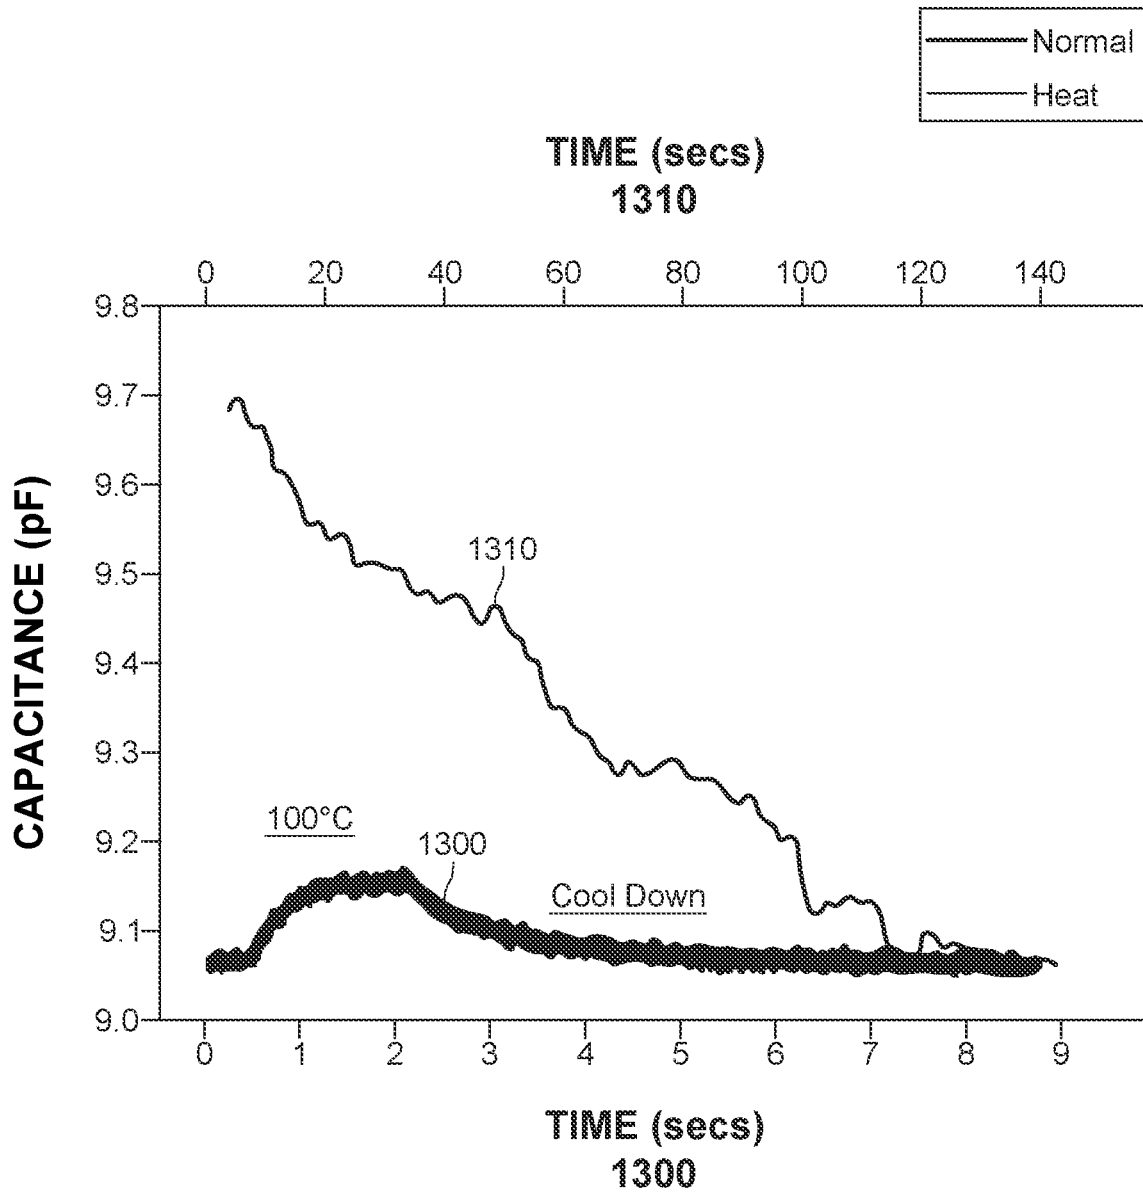 Normal
Heat
TIME (secs)
1310
0 20 40 60 80 100 120 140
9.8
9.7
9.6
9.5
9.4
9.3
9.2
9.1
9.0
CAPACITANCE (pF)
1310
100°C
1300
Cool Down
0 1 2 3 4 5 6 7 8 9
TIME (secs)
1300